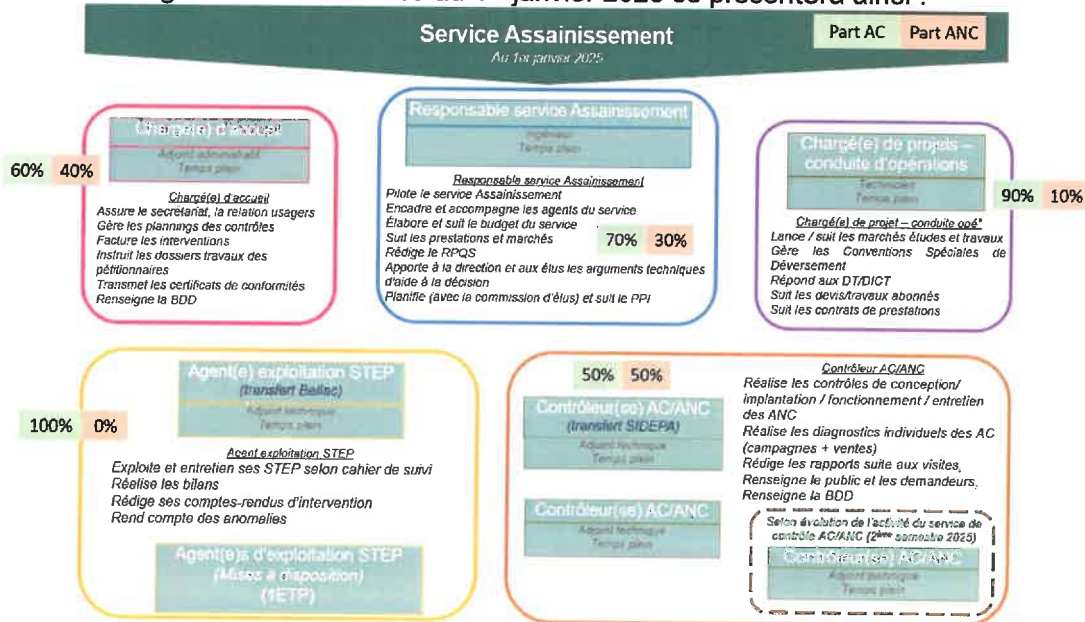 Service Assainissement
Au 1er janvier 2025
Part AC Part ANC
60% 40%
Chargé(e) d'accueil
Adjoint administratif
Temps plein
Chargé(e) d'accueil
Assure le secrétariat, la relation usagers
Gère les plannings des contrôles
Facture les interventions
Instruit les dossiers travaux des
pétitionnaires
Transmet les certificats de conformités
Renseigne la BDD
Responsable service Assainissement
Ingénieur
Temps plein
Responsable service Assainissement
Pilote le service Assainissement
Encadre et accompagne les agents du service
Élabore et suit le budget du service
Suit les prestations et marchés
Rédige le RPQS
70% 30%
Apporte à la direction et aux élus les arguments techniques
d'aide à la décision
Planifie (avec la commission d'élus) et suit le PPI
Chargé(e) de projets –
conduite d'opérations
Technicien
Temps plein
90% 10%
Chargé(e) de projet – conduite opé°
Lance / suit les marchés études et travaux
Gère les Conventions Spéciales de
Déversement
Répond aux DT/DICT
Suit les devis/travaux abonnés
Suit les contrats de prestations
100% 0%
Agent(e) exploitation STEP
(transfert Bellac)
Adjoint technique
Temps plein
Agent exploitation STEP
Exploite et entretien ses STEP selon cahier de suivi
Réalise les bilans
Rédige ses comptes-rendus d'intervention
Rend compte des anomalies
Agent(e)s d'exploitation STEP
(Mises à disposition)
(1ETP)
50% 50%
Contrôleur(se) AC/ANC
(transfert SIDEPA)
Adjoint technique
Temps plein
Contrôleur(se) AC/ANC
Adjoint technique
Temps plein
Contrôleur AC/ANC
Réalise les contrôles de conception/
implantation / fonctionnement / entretien
des ANC
Réalise les diagnostics individuels des AC
(campagnes + ventes)
Rédige les rapports suite aux visites,
Renseigne le public et les demandeurs,
Renseigne la BDD
Selon évolution de l'activité du service de
contrôle AC/ANC (2ème semestre 2025)
Contrôleur(se) AC/ANC
Adjoint technique
Temps plein